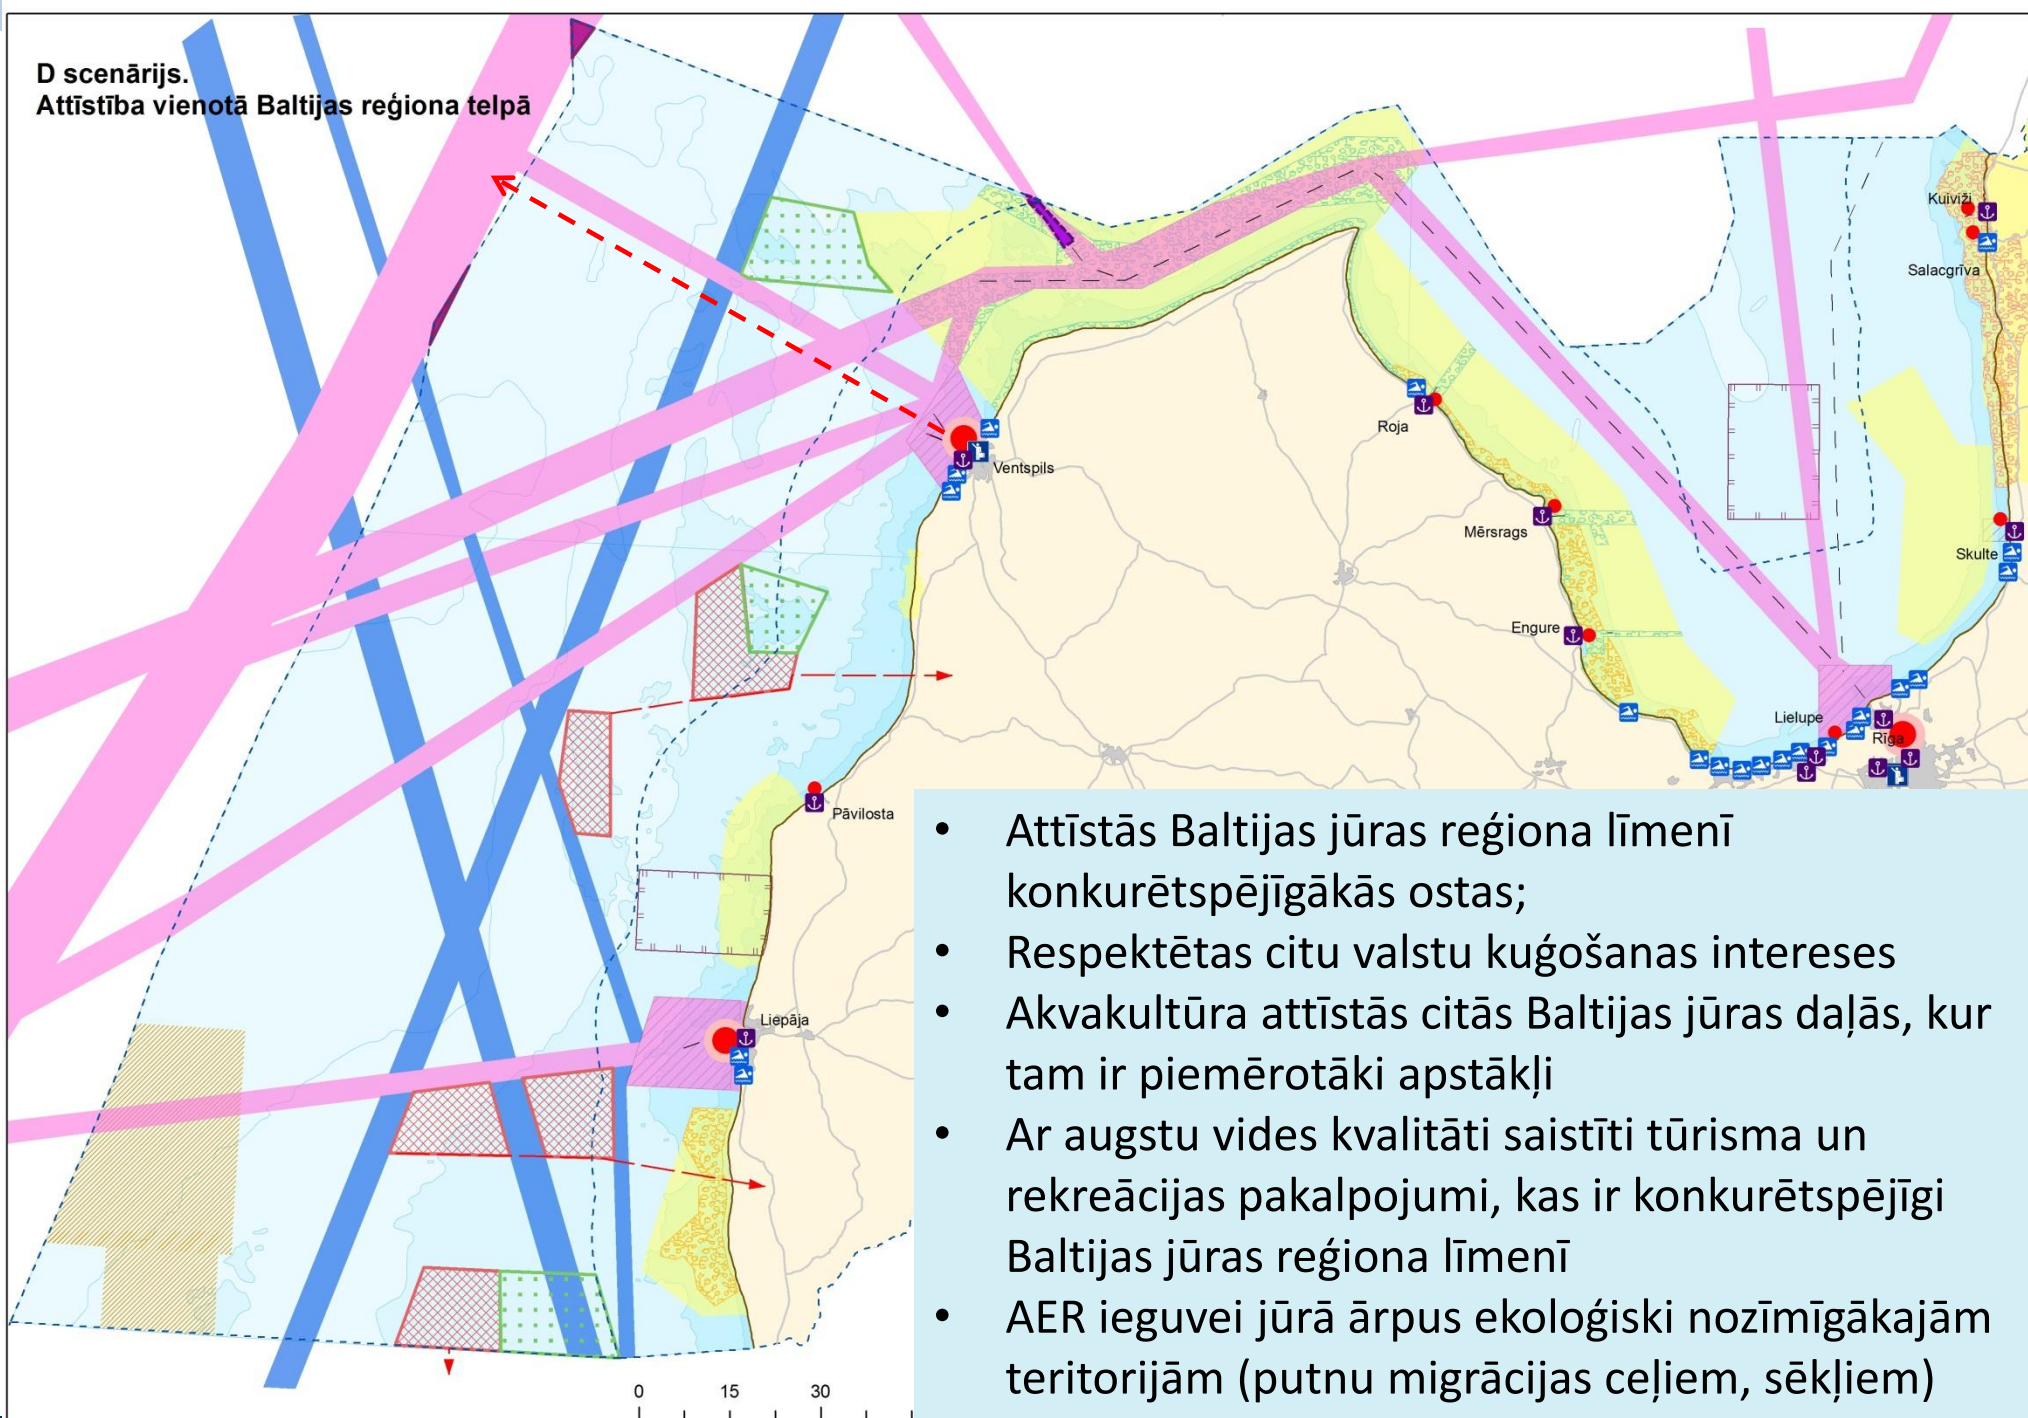 D scenārijs.
Attīstība vienotā Baltijas reģiona telpā
Kuiviži
Salacgrīva
Roja
Ventspils
Mērsrags
Skulte
Engure
Lielupe
Rīga
Pāvilosta
Liepāja
• Attīstās Baltijas jūras reģiona līmenī
konkurētspējīgākās ostas;
• Respektētas citu valstu kuģošanas intereses
• Akvakultūra attīstās citās Baltijas jūras daļās, kur
tam ir piemērotāki apstākļi
• Ar augstu vides kvalitāti saistīti tūrisma un
rekreācijas pakalpojumi, kas ir konkurētspējīgi
Baltijas jūras reģiona līmenī
• AER ieguvei jūrā ārpus ekoloģiski nozīmīgākajām
teritorijām (putnu migrācijas ceļiem, sēkļiem)
0 15 30